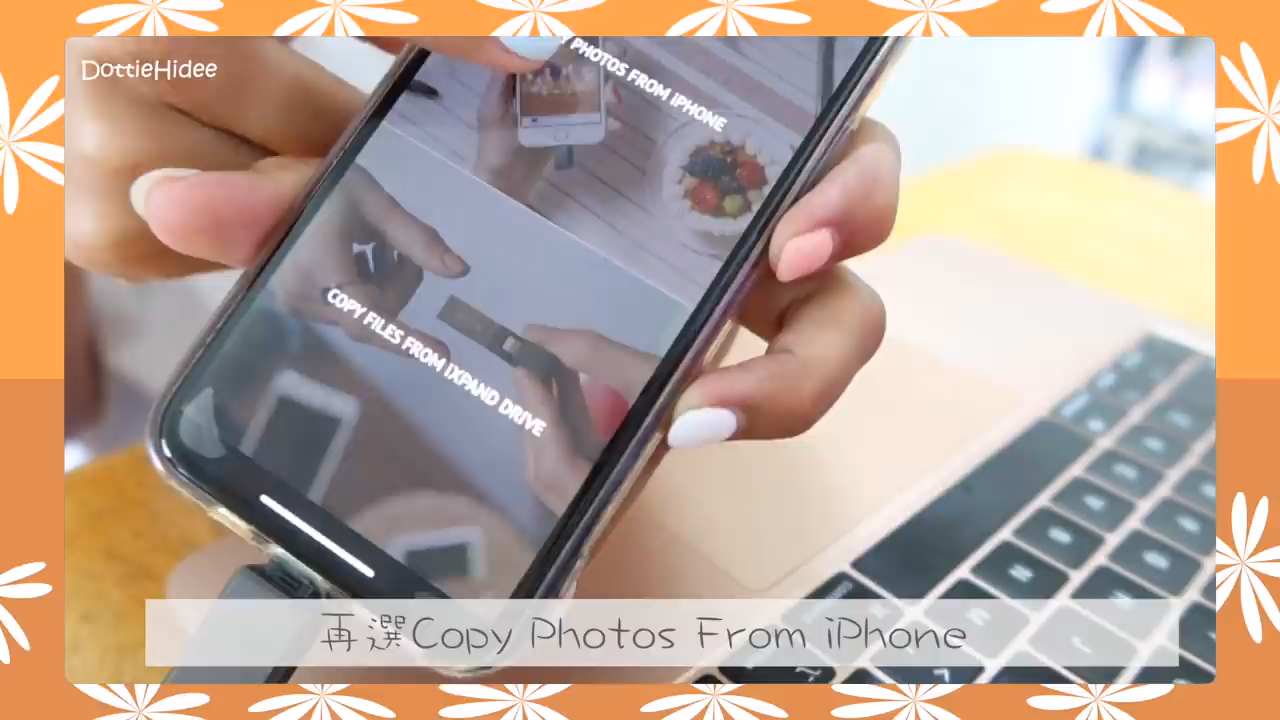 DottieHidee
Y PHOTOS FROM iPHONE
COPY FILES FROM iXPAND DRIVE
再選Copy Photos From iPhone